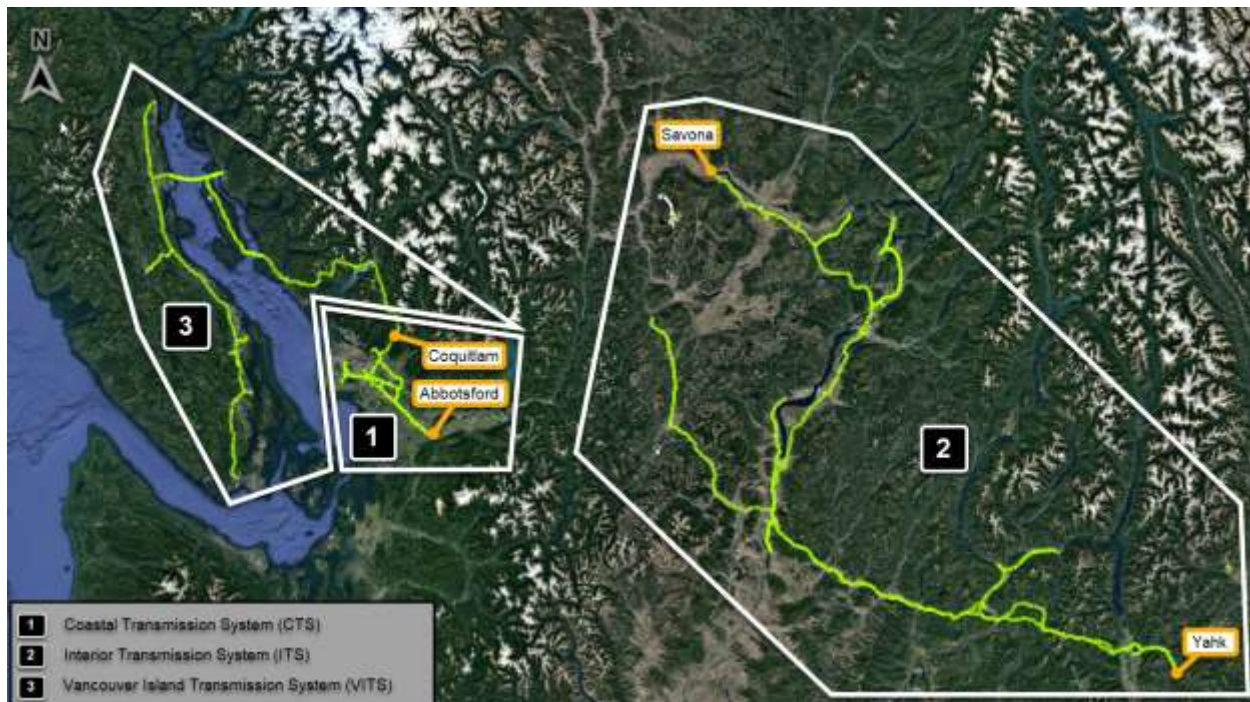 N
Savona
3
Coquitlam
Abbotsford
1
2
Yahk
1 Coastal Transmission System (CTS)
2 Interior Transmission System (ITS)
3 Vancouver Island Transmission System (VITS)